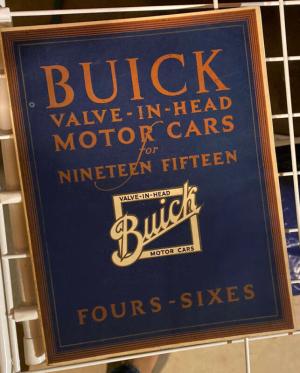 BUICK
VALVE-IN-HEAD
MOTOR CARS
for
NINETEEN FIFTEEN
VALVE-IN-HEAD
Buick
MOTOR CARS
FOURS-SIXES